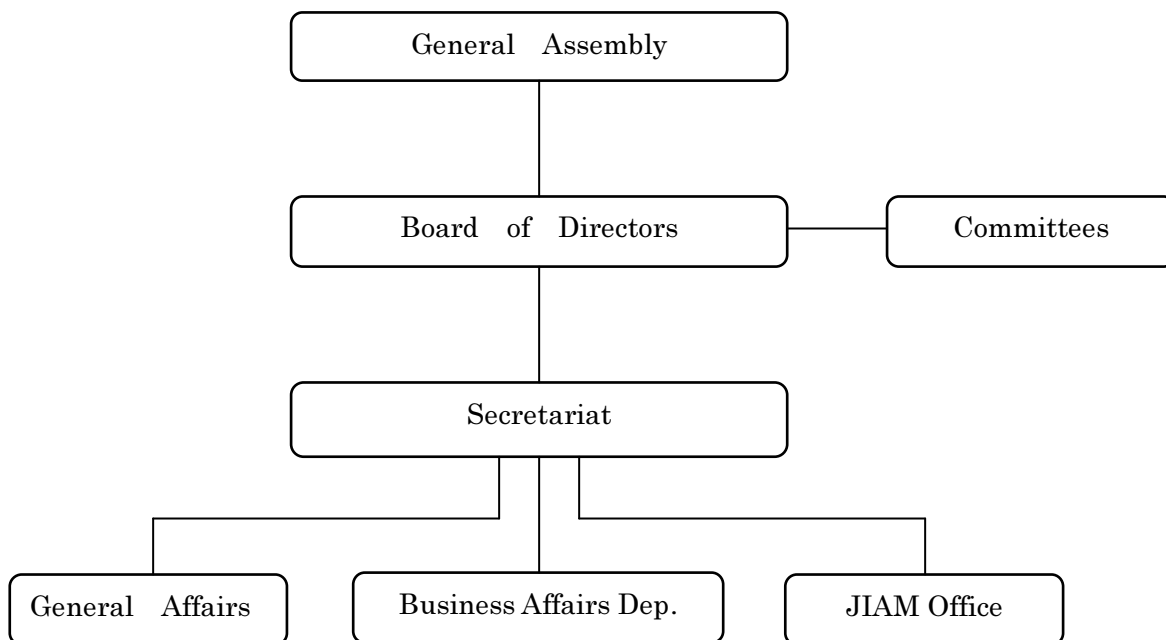 General Assembly
Board of Directors
Committees
Secretariat
General Affairs
Business Affairs Dep.
JIAM Office